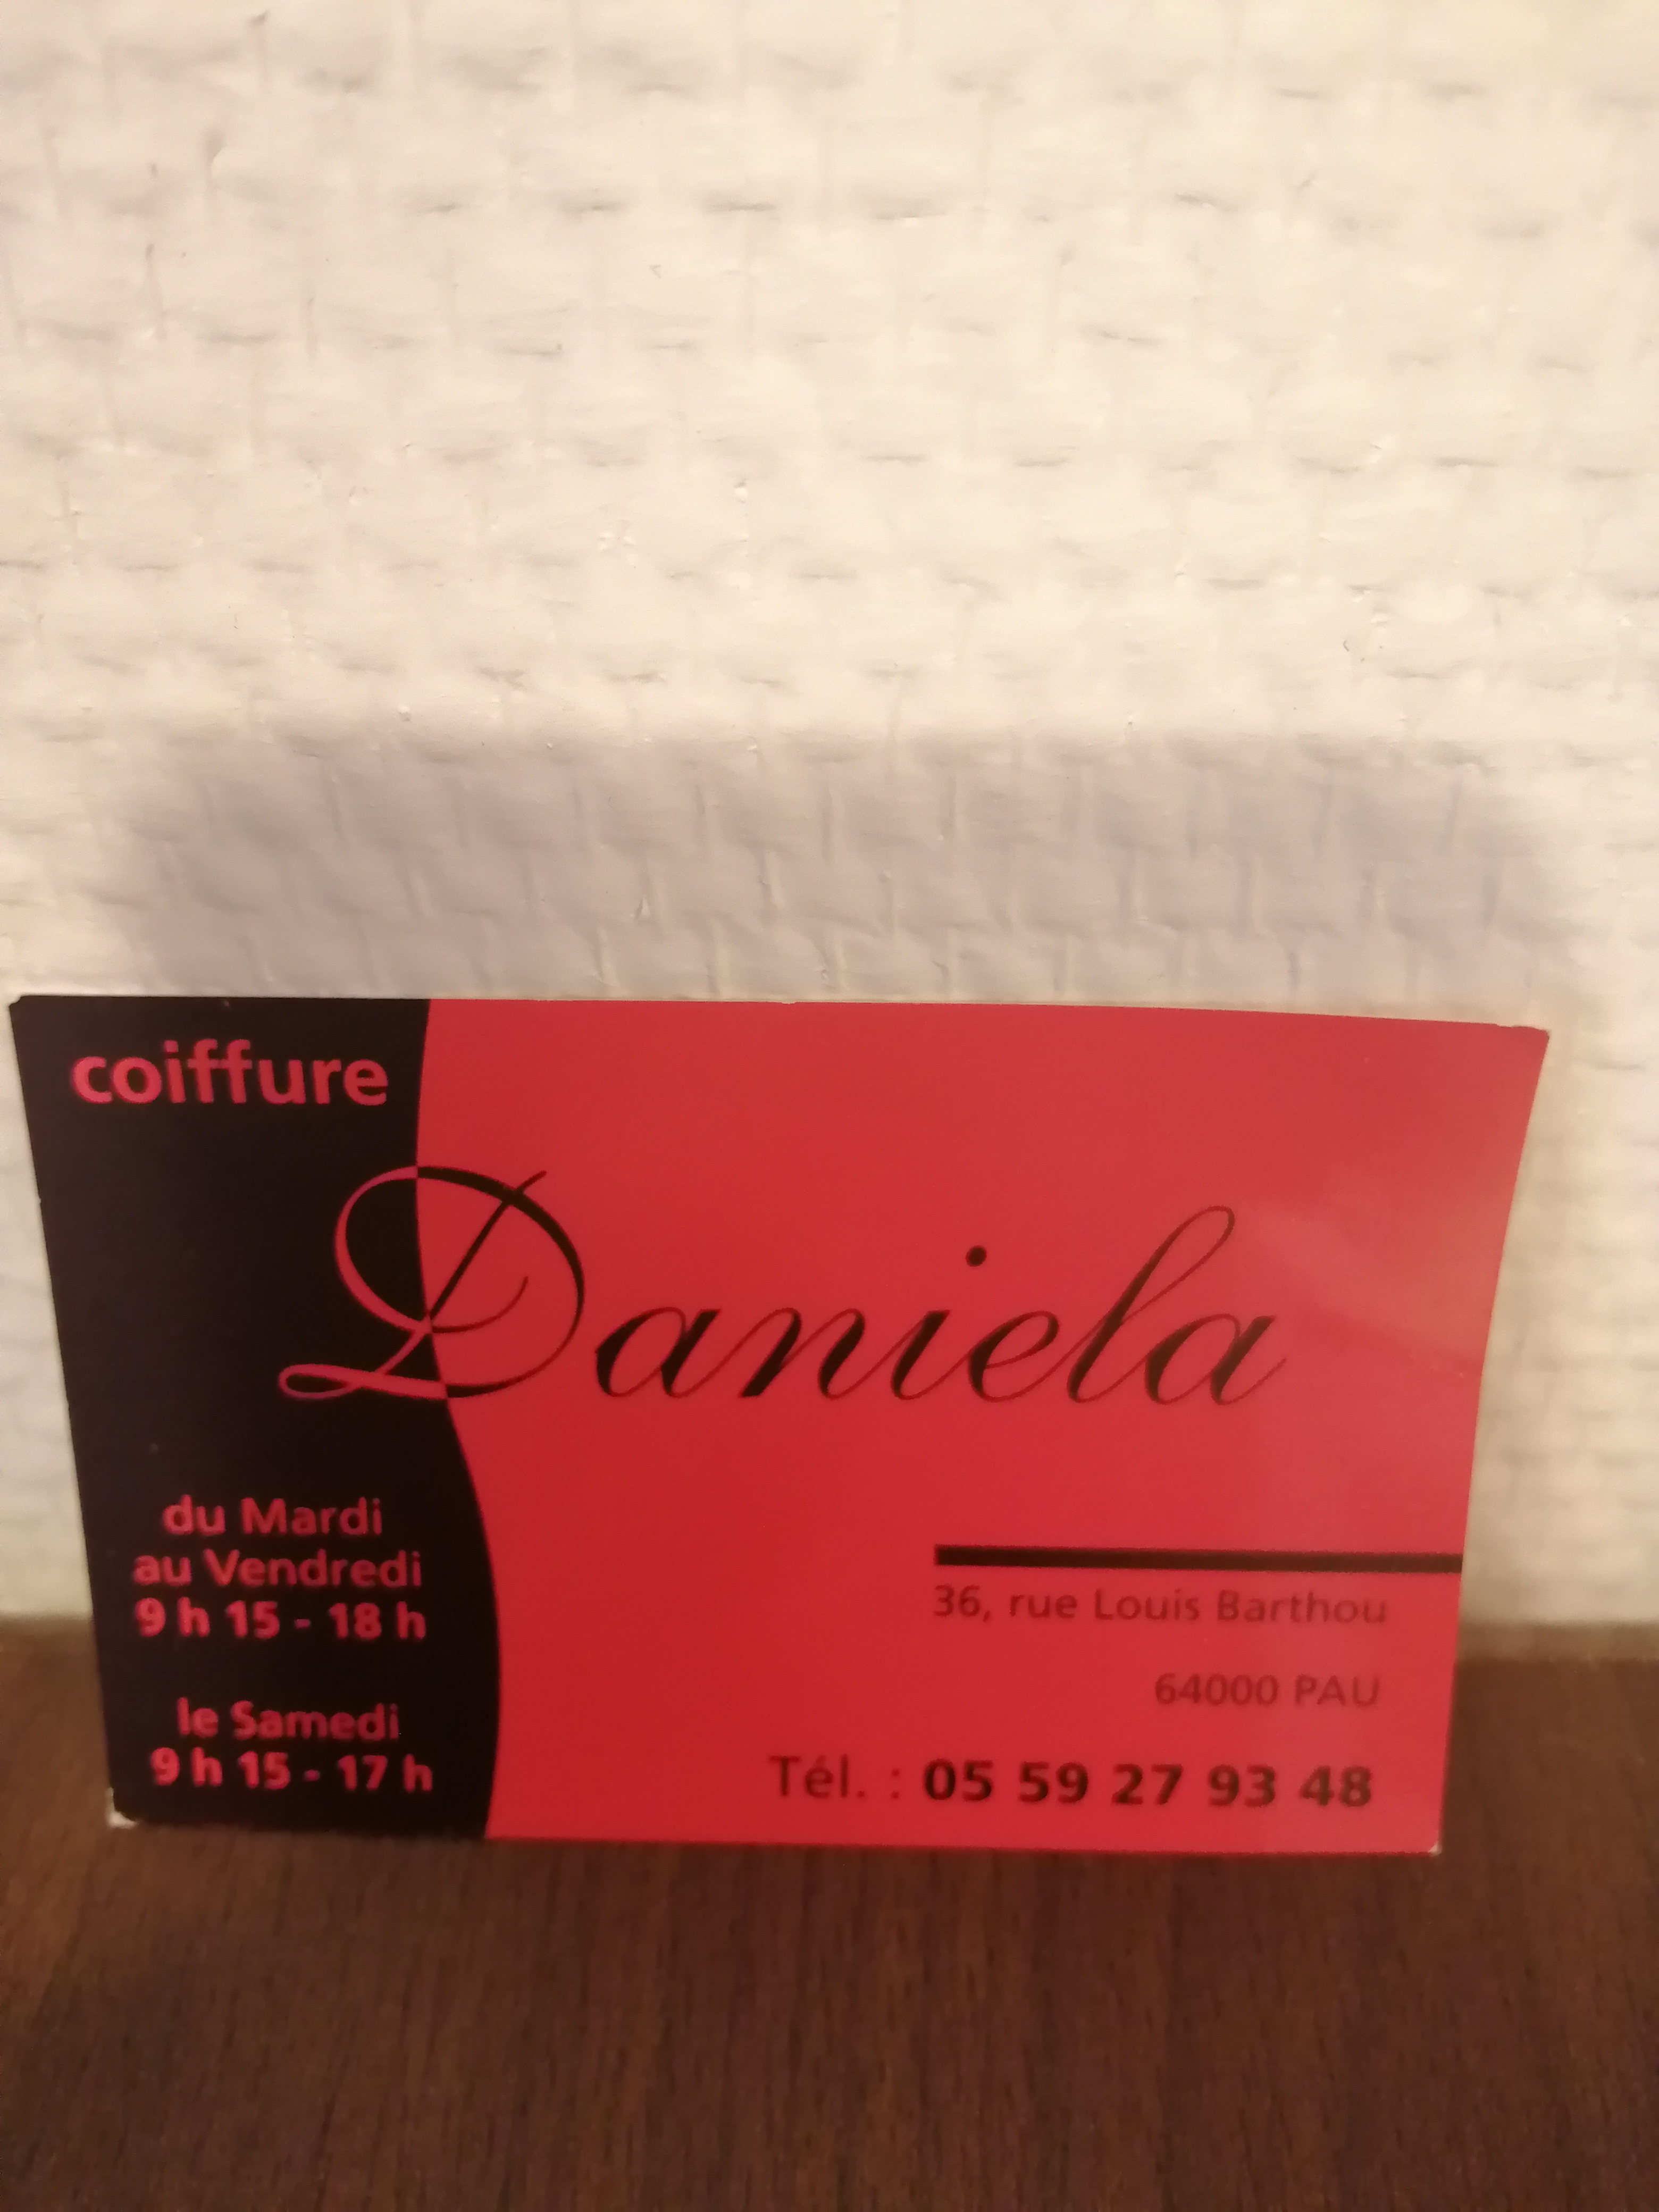 coiffure
Daniela
du Mardi
au Vendredi
9 h 15 - 18 h
le Samedi
9 h 15 - 17 h
36, rue Louis Barthou
64000 PAU
Tél. : 05 59 27 93 48